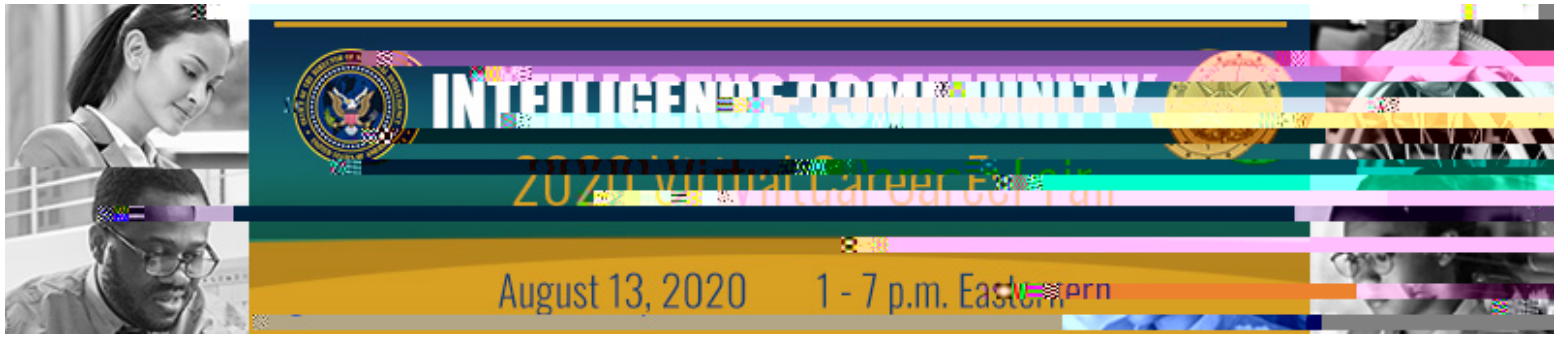 INTELLIGENCE COMMUNITY
2020 Virtual Career Fair
August 13, 2020 1 - 7 p.m. Eastern